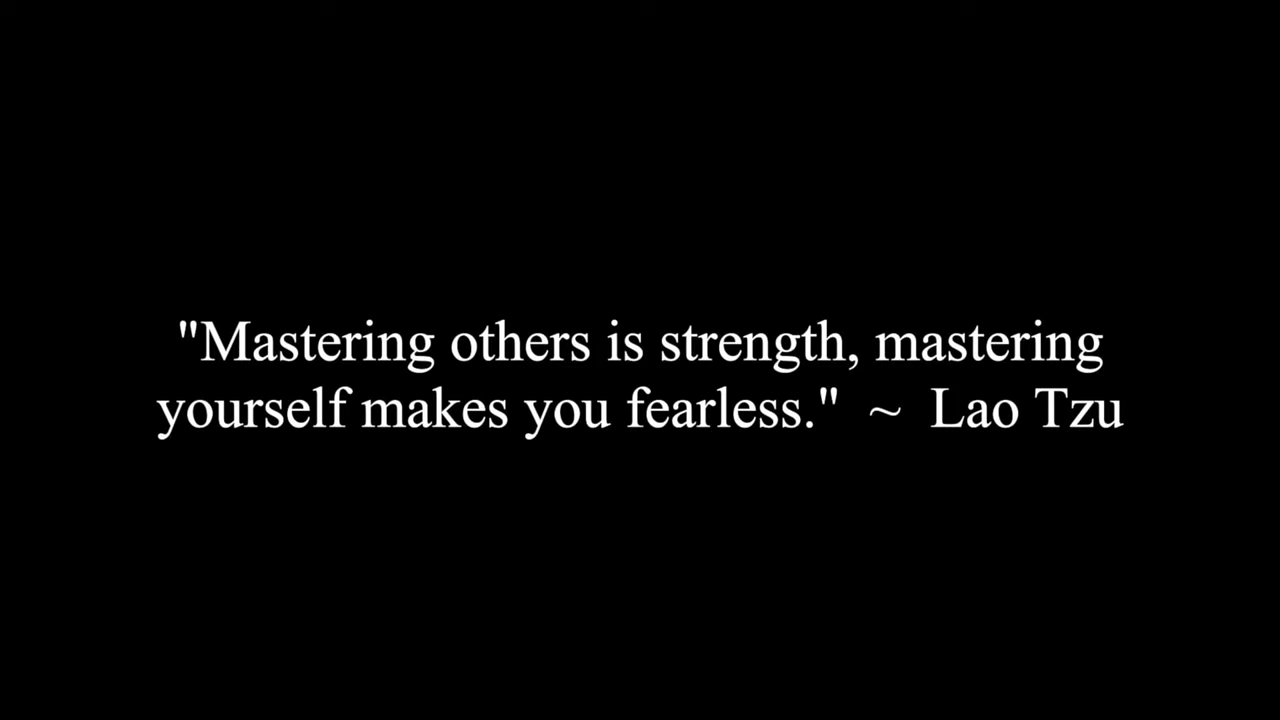 "Mastering others is strength, mastering
yourself makes you fearless." ~ Lao Tzu